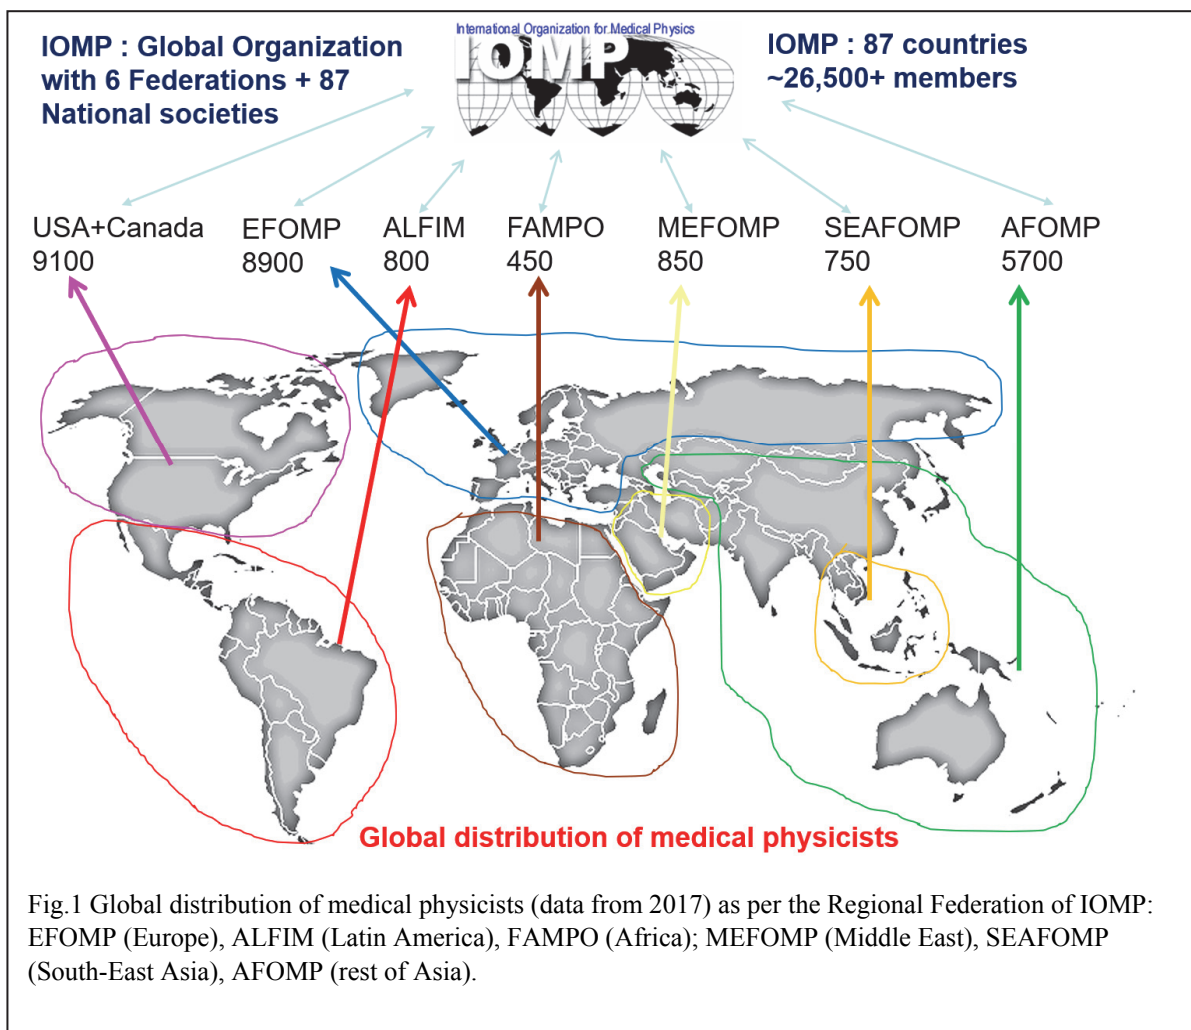 International Organization for Medical Physics
IOMP
IOMP : Global Organization
with 6 Federations + 87
National societies
IOMP : 87 countries
~26,500+ members
USA+Canada
9100
EFOMP
8900
ALFIM
800
FAMPO
450
MEFOMP
850
SEAFOMP
750
AFOMP
5700
Global distribution of medical physicists
Fig.1 Global distribution of medical physicists (data from 2017) as per the Regional Federation of IOMP:
EFOMP (Europe), ALFIM (Latin America), FAMPO (Africa); MEFOMP (Middle East), SEAFOMP
(South-East Asia), AFOMP (rest of Asia).